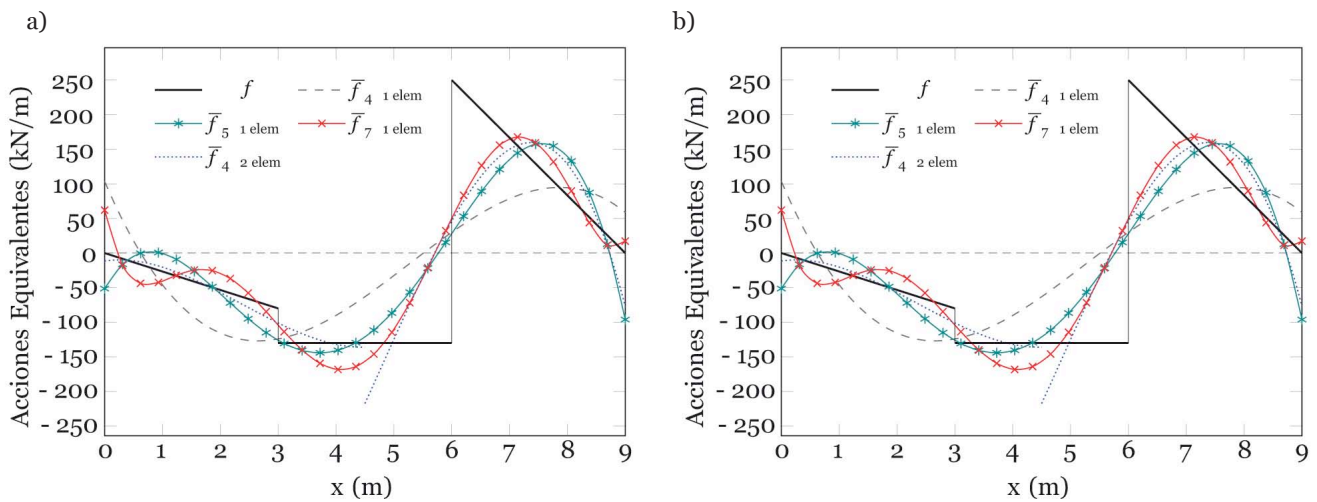 a)
Acciones Equivalentes (kN/m)
250
200
150
100
50
0
- 50
- 100
- 150
- 200
- 250
f
f̅4 1 elem
f̅5 1 elem
f̅7 1 elem
f̅4 2 elem
0 1 2 3 4 5 6 7 8 9
x (m)
b)
Acciones Equivalentes (kN/m)
250
200
150
100
50
0
- 50
- 100
- 150
- 200
- 250
f
f̅4 1 elem
f̅5 1 elem
f̅7 1 elem
f̅4 2 elem
0 1 2 3 4 5 6 7 8 9
x (m)